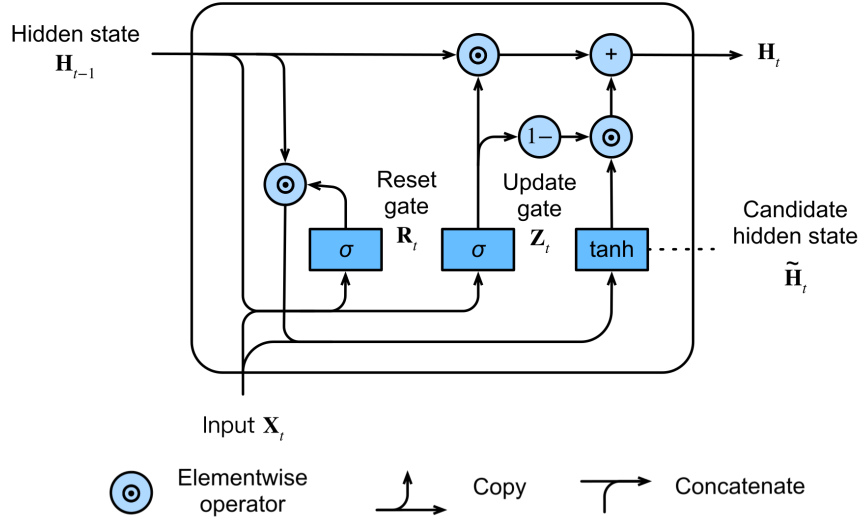 Hidden state
H_{t−1}
H_t
+
1−
Reset
gate
R_t
Update
gate
Z_t
Candidate
hidden state
H̃_t
σ
σ
tanh
Input X_t
Elementwise
operator
Copy
Concatenate